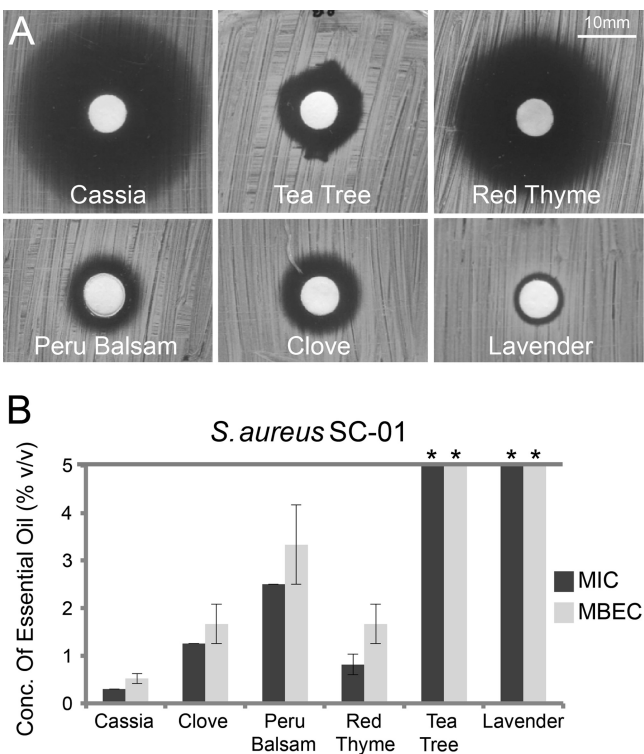 A
10mm
Cassia
Tea Tree
Red Thyme
Peru Balsam
Clove
Lavender
B
S. aureus SC-01
Conc. Of Essential Oil (% v/v)
5
4
3
2
1
0
* * * *
MIC
MBEC
Cassia
Clove
Peru
Balsam
Red
Thyme
Tea
Tree
Lavender